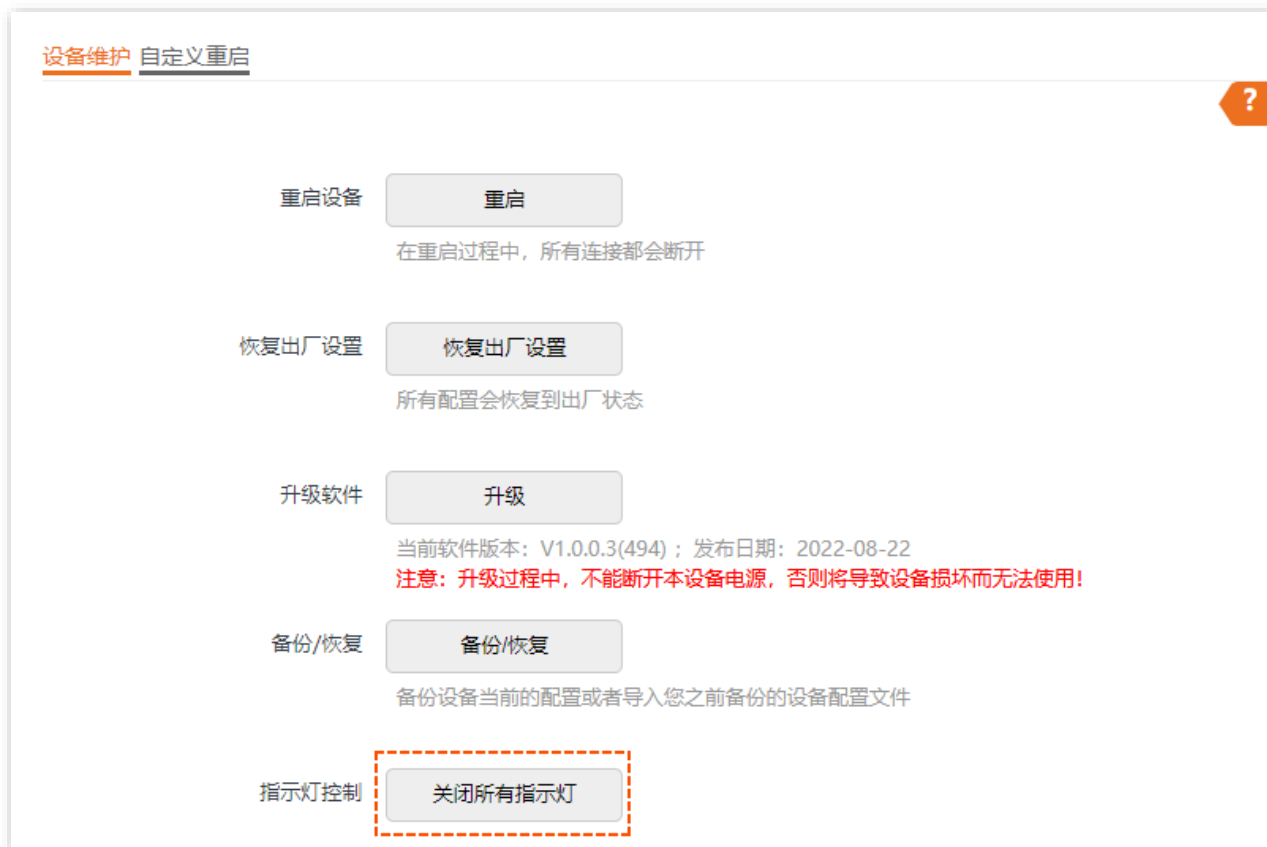 设备维护 自定义重启
?
重启设备 重启
在重启过程中，所有连接都会断开
恢复出厂设置 恢复出厂设置
所有配置会恢复到出厂状态
升级软件 升级
当前软件版本：V1.0.0.3(494) ；发布日期：2022-08-22
注意：升级过程中，不能断开本设备电源，否则将导致设备损坏而无法使用！
备份/恢复 备份/恢复
备份设备当前的配置或者导入您之前备份的设备配置文件
指示灯控制 关闭所有指示灯